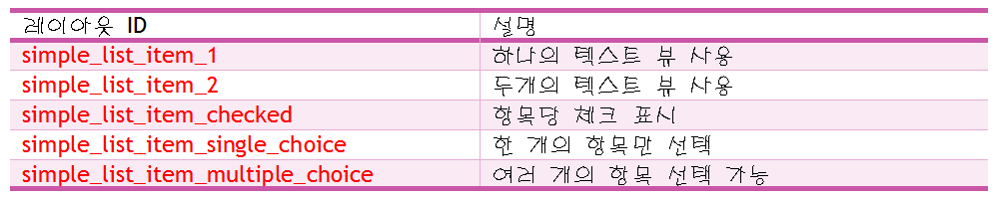 레이아웃 ID 설명
simple_list_item_1 하나의 텍스트 뷰 사용
simple_list_item_2 두개의 텍스트 뷰 사용
simple_list_item_checked 항목당 체크 표시
simple_list_item_single_choice 한 개의 항목만 선택
simple_list_item_multiple_choice 여러 개의 항목 선택 가능